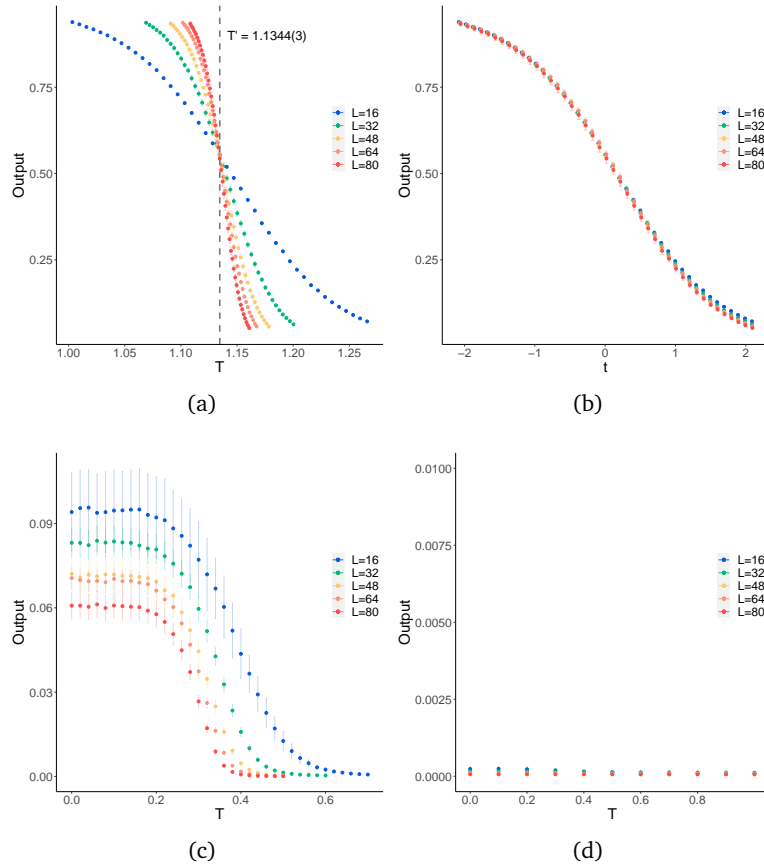 T' = 1.1344(3)
0.75
0.50
0.25
Output
1.00 1.05 1.10 1.15 1.20 1.25
T
L=16
L=32
L=48
L=64
L=80
(a)
0.75
0.50
0.25
Output
−2 −1 0 1 2
t
L=16
L=32
L=48
L=64
L=80
(b)
0.09
0.06
0.03
0.00
Output
0.0 0.2 0.4 0.6
T
L=16
L=32
L=48
L=64
L=80
(c)
0.0100
0.0075
0.0050
0.0025
0.0000
Output
0.0 0.2 0.4 0.6 0.8
T
L=16
L=32
L=48
L=64
L=80
(d)